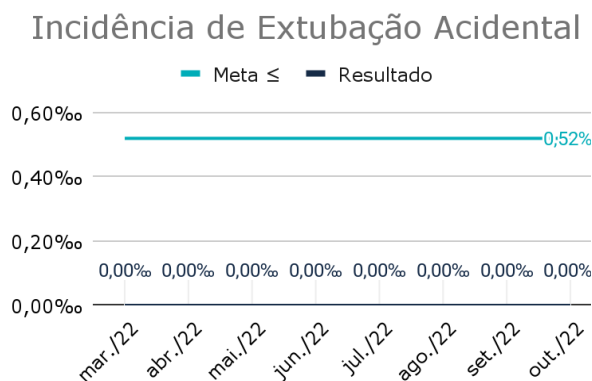 Incidência de Extubação Acidental
Meta ≤ Resultado
0,60‰
0,52%
0,40‰
0,20‰
0,00‰ 0,00‰ 0,00‰ 0,00‰ 0,00‰ 0,00‰ 0,00‰ 0,00%
0,00‰
mar./22 abr./22 mai./22 jun./22 jul./22 ago./22 set./22 out./22